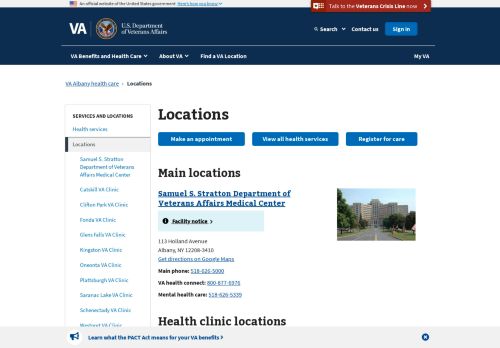 An official website of the United States government Here's how you know
Talk to the Veterans Crisis Line now
VA
U.S. Department
of Veterans Affairs
Search
Contact us
Sign in
VA Benefits and Health Care
About VA
Find a VA Location
My VA
VA Albany health care
Locations
SERVICES AND LOCATIONS
Health services
Locations
Samuel S. Stratton
Department of Veterans
Affairs Medical Center
Catskill VA Clinic
Clifton Park VA Clinic
Fonda VA Clinic
Glens Falls VA Clinic
Kingston VA Clinic
Oneonta VA Clinic
Plattsburgh VA Clinic
Saranac Lake VA Clinic
Schenectady VA Clinic
Westport VA Clinic
Locations
Make an appointment
View all health services
Register for care
Main locations
Samuel S. Stratton Department of
Veterans Affairs Medical Center
Facility notice
113 Holland Avenue
Albany, NY 12208-3410
Get directions on Google Maps
Main phone: 518-626-5000
VA health connect: 800-877-6976
Mental health care: 518-626-5339
Health clinic locations
Learn what the PACT Act means for your VA benefits